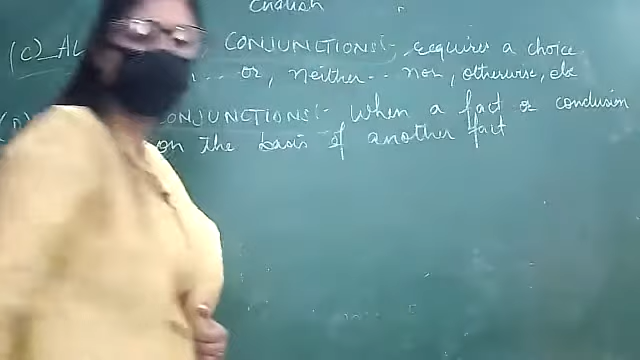 English
(C) AL CONJUNCTIONS:- requires a choice
or, neither.. nor, otherwise, else
(D) CONJUNCTIONS:- When a fact or conclusion
on the basis of another fact